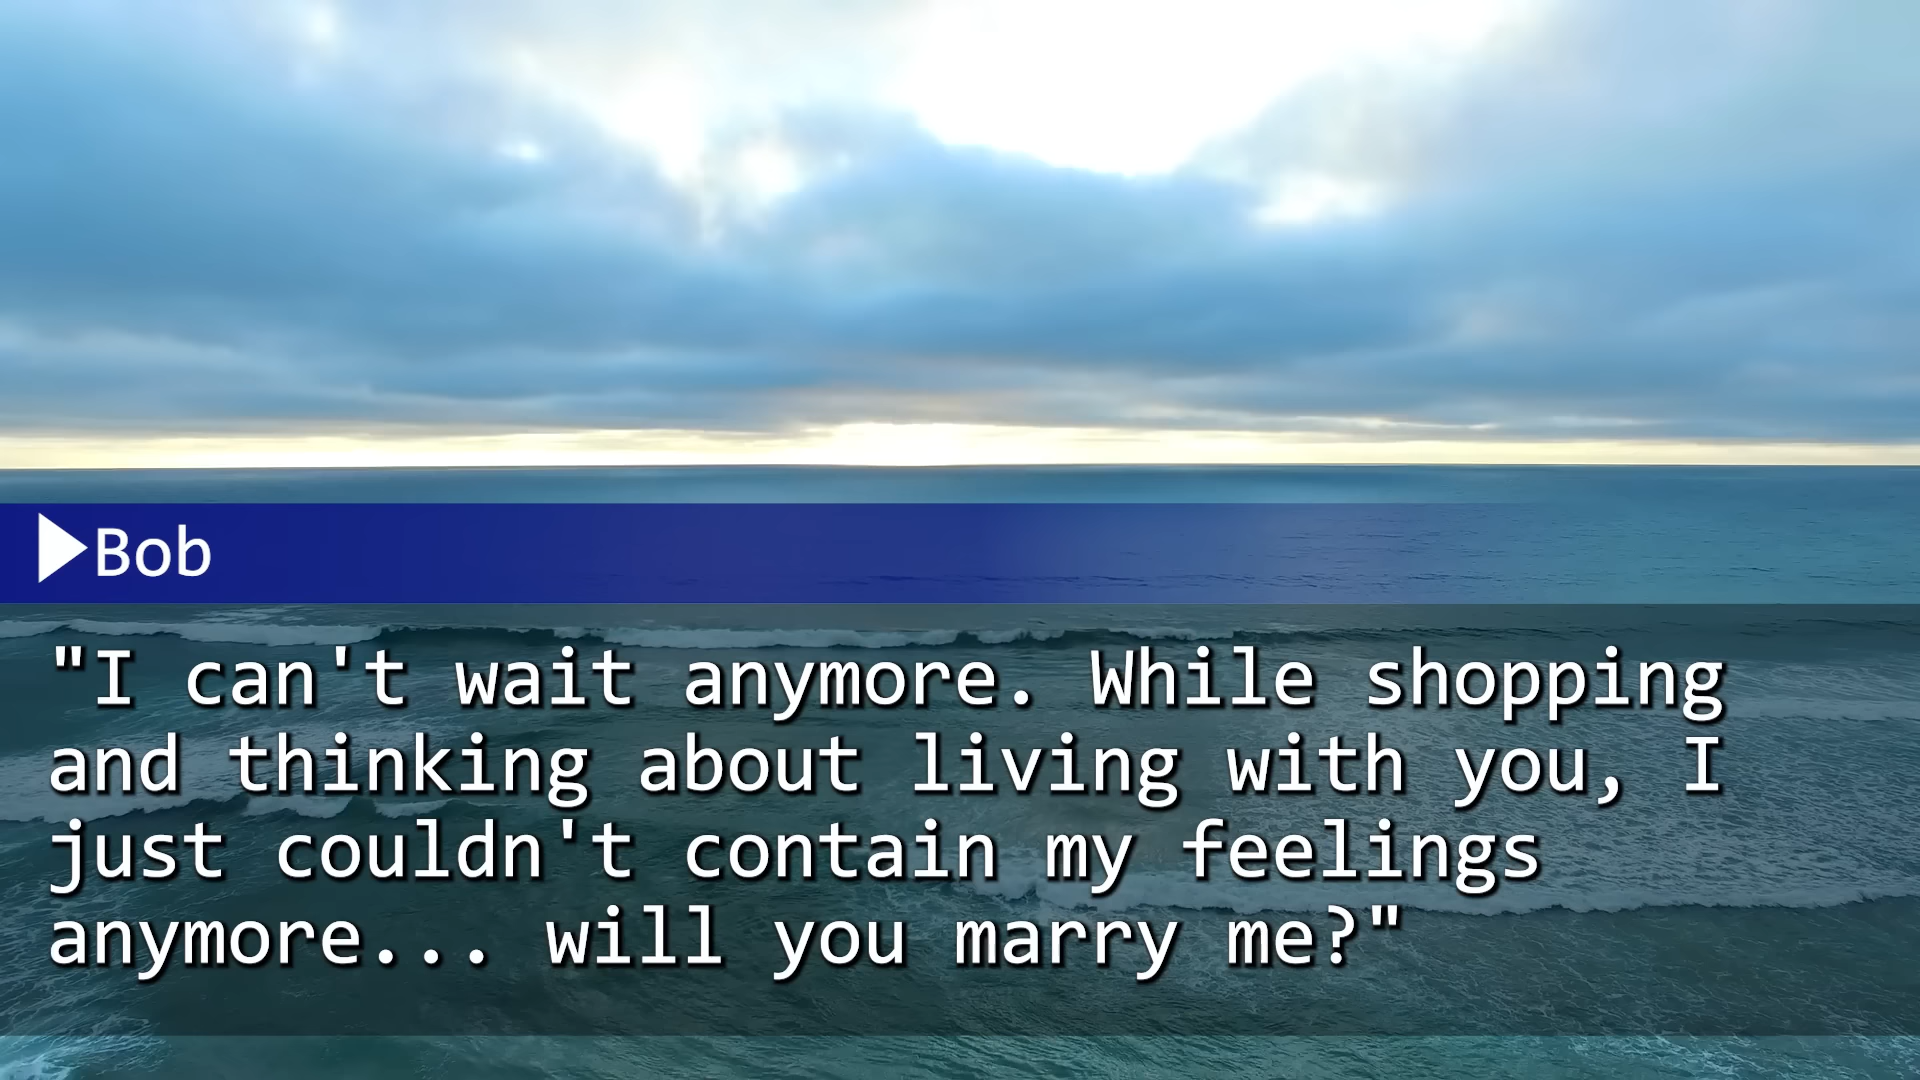 Bob
"I can't wait anymore. While shopping
and thinking about living with you, I
just couldn't contain my feelings
anymore... will you marry me?"